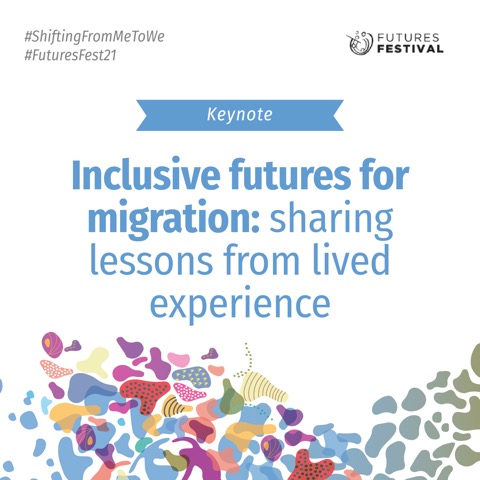 #ShiftingFromMeToWe
#FuturesFest21
FUTURES
FESTIVAL
Keynote
Inclusive futures for
migration: sharing
lessons from lived
experience